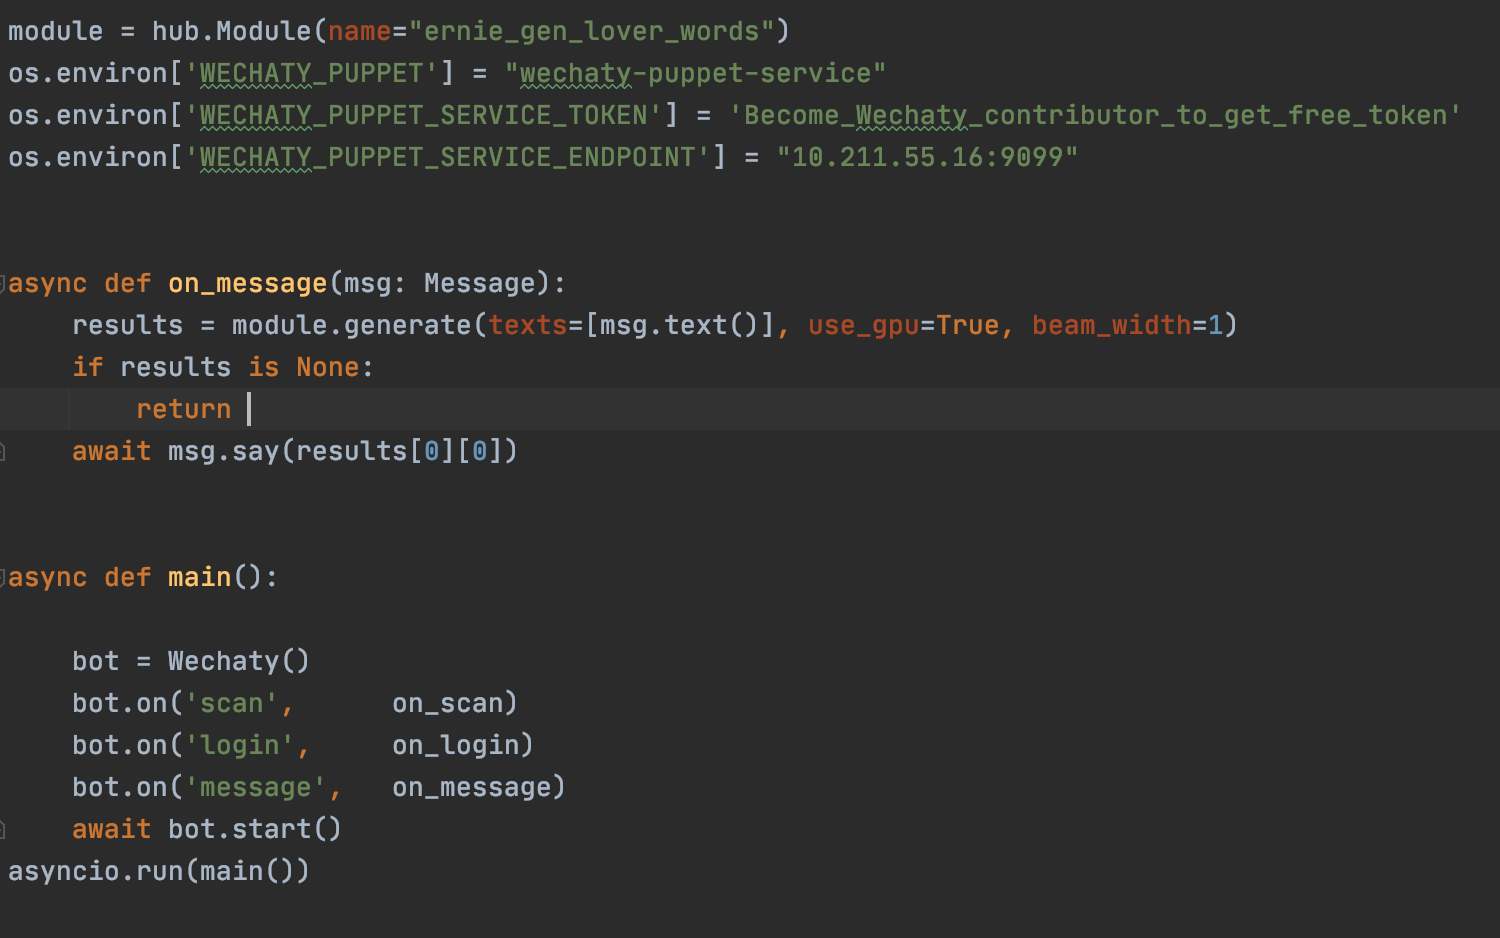 module = hub.Module(name="ernie_gen_lover_words")
os.environ['WECHATY_PUPPET'] = "wechaty-puppet-service"
os.environ['WECHATY_PUPPET_SERVICE_TOKEN'] = 'Become_Wechaty_contributor_to_get_free_token'
os.environ['WECHATY_PUPPET_SERVICE_ENDPOINT'] = "10.211.55.16:9099"
async def on_message(msg: Message):
    results = module.generate(texts=[msg.text()], use_gpu=True, beam_width=1)
    if results is None:
        return
    await msg.say(results[0][0])
async def main():
    bot = Wechaty()
    bot.on('scan',      on_scan)
    bot.on('login',     on_login)
    bot.on('message',   on_message)
    await bot.start()
asyncio.run(main())